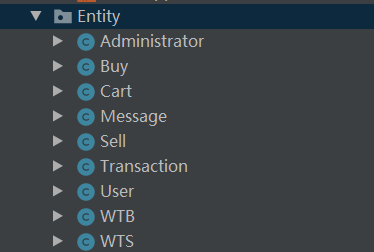 Entity
Administrator
Buy
Cart
Message
Sell
Transaction
User
WTB
WTS